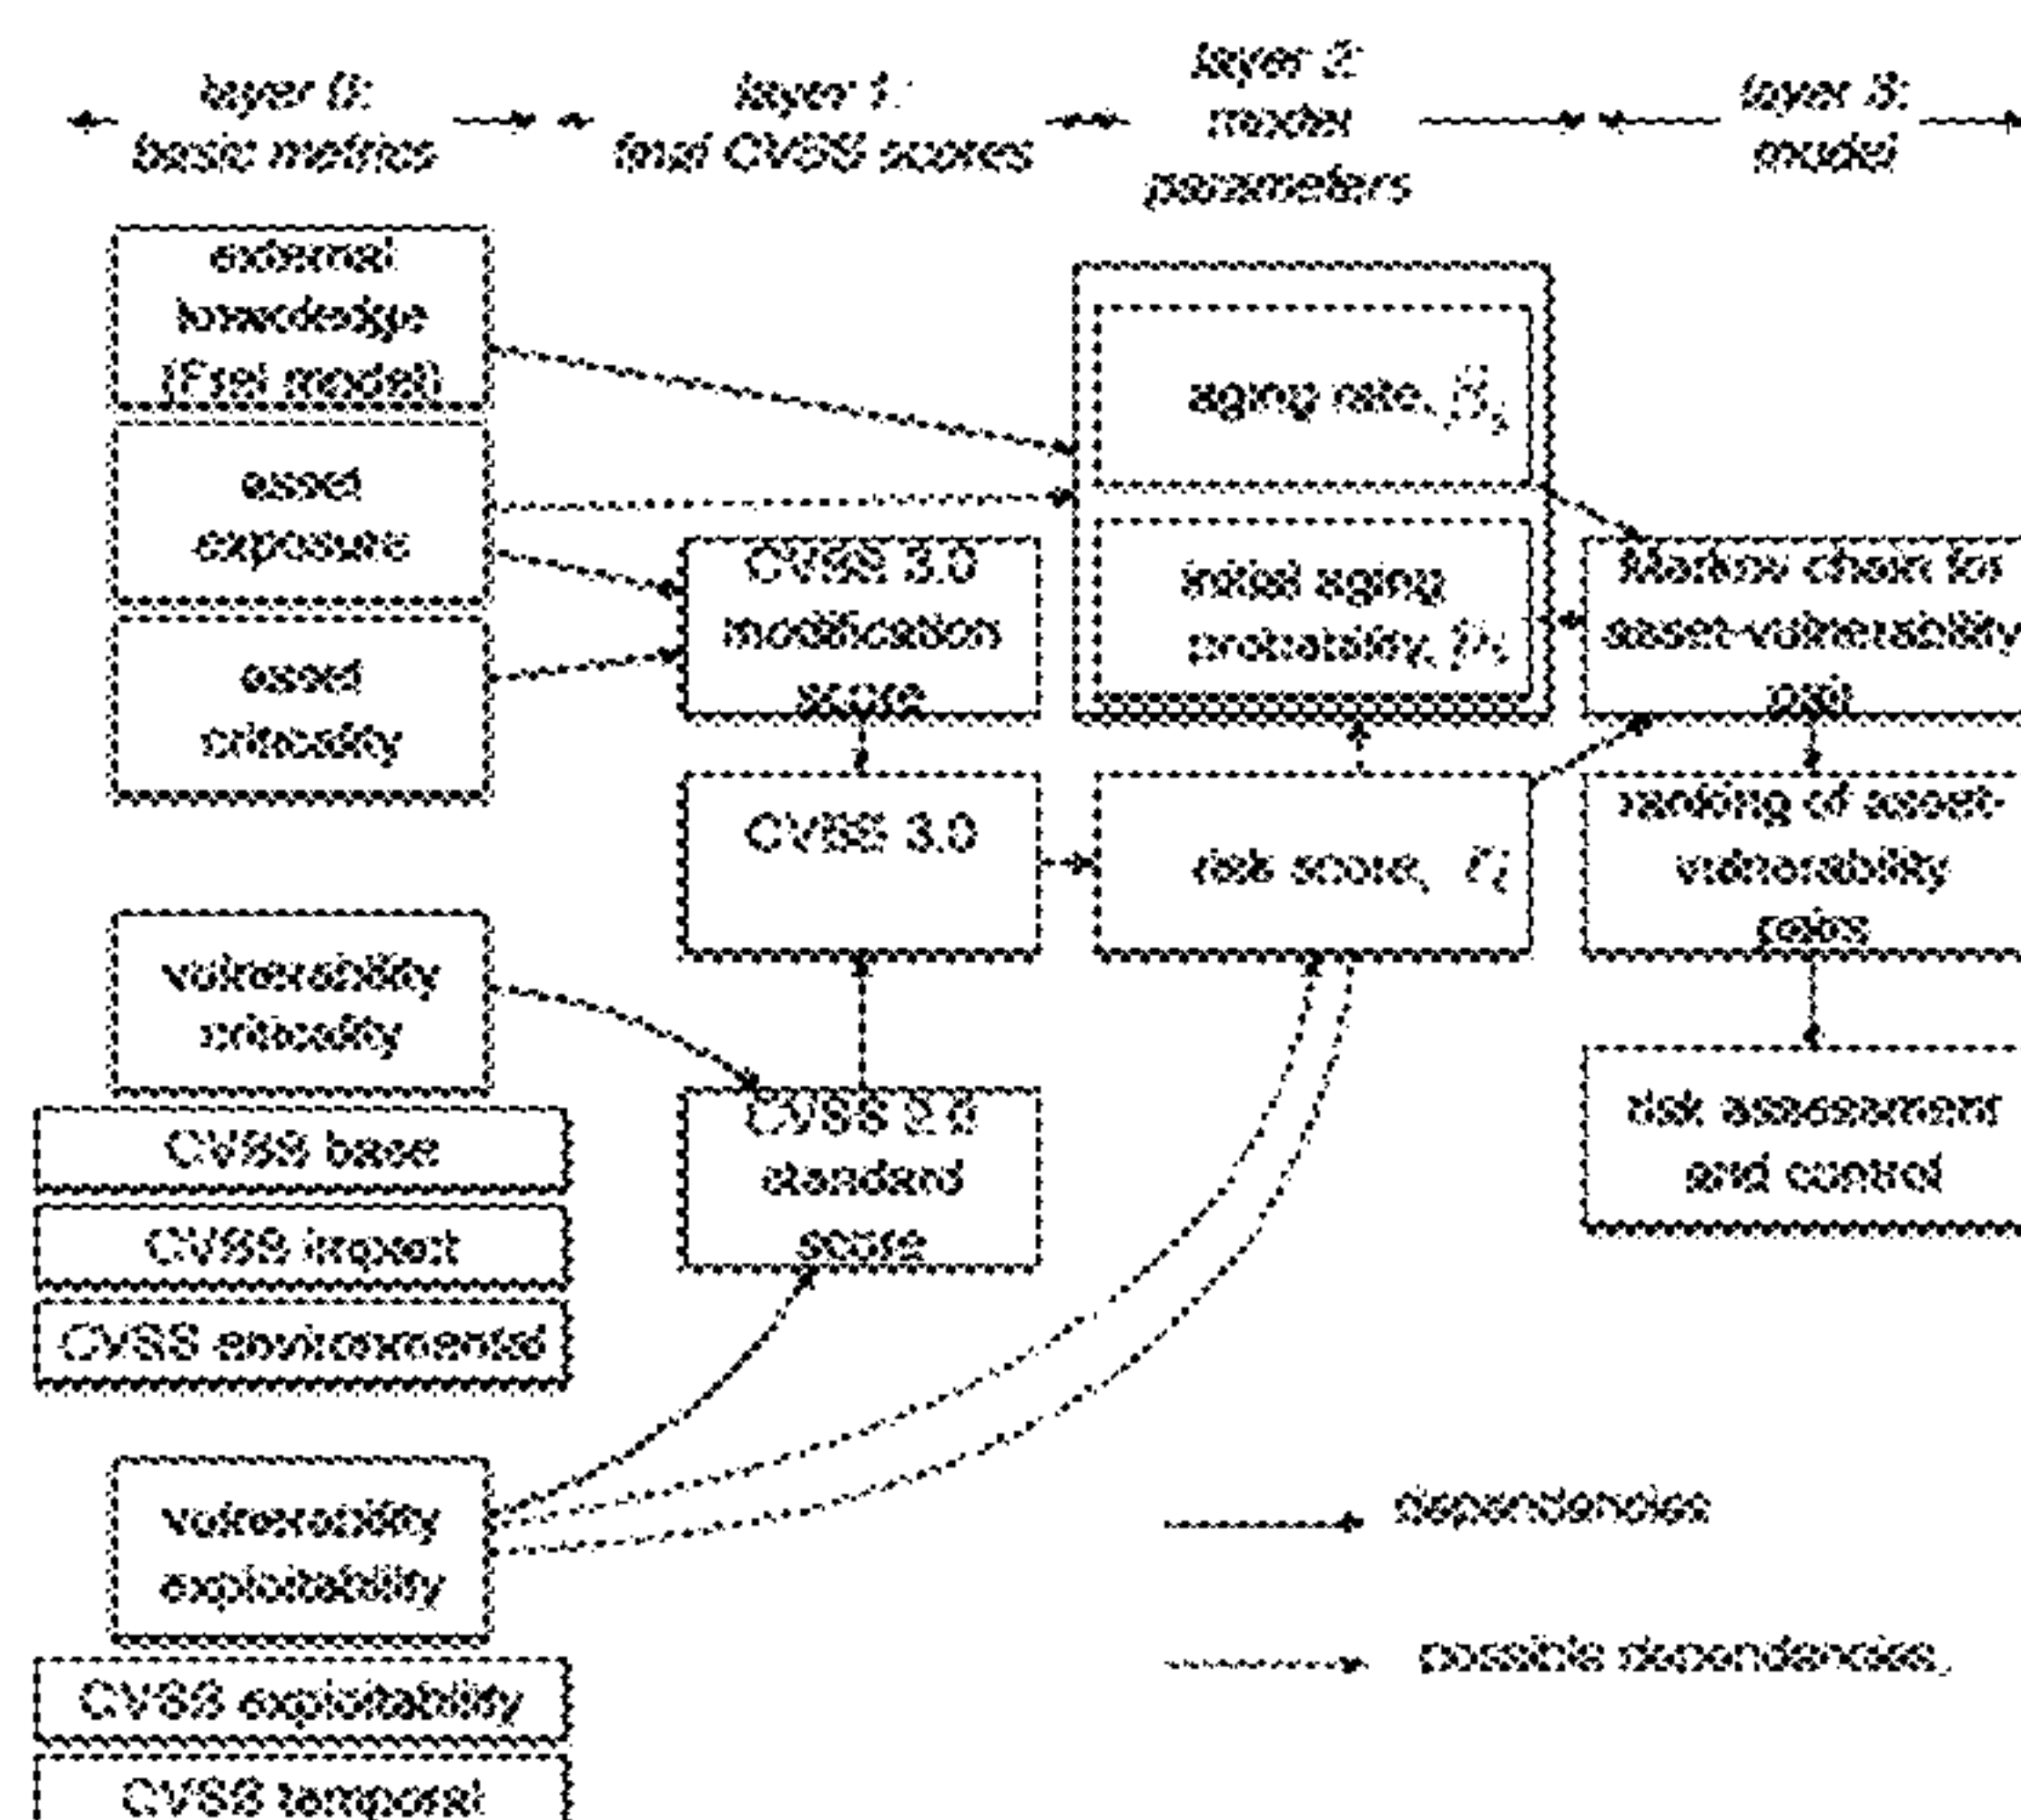 layer 0:
basic metrics
layer 1:
final CVSS scores
layer 2:
model
parameters
layer 3:
model
external
knowledge
(Frei model)
asset
exposure
asset
criticality
vulnerability
criticality
CVSS base
CVSS impact
CVSS environmental
vulnerability
exploitability
CVSS exploitability
CVSS temporal
CVSS 3.0
modification
score
CVSS 3.0
CVSS 2.0
standard
score
aging rate,
initial aging
probability,
risk score,
Markov chain for
asset-vulnerability
pair
ranking of asset-
vulnerability
pairs
risk assessment
and control
dependencies
possible dependencies,